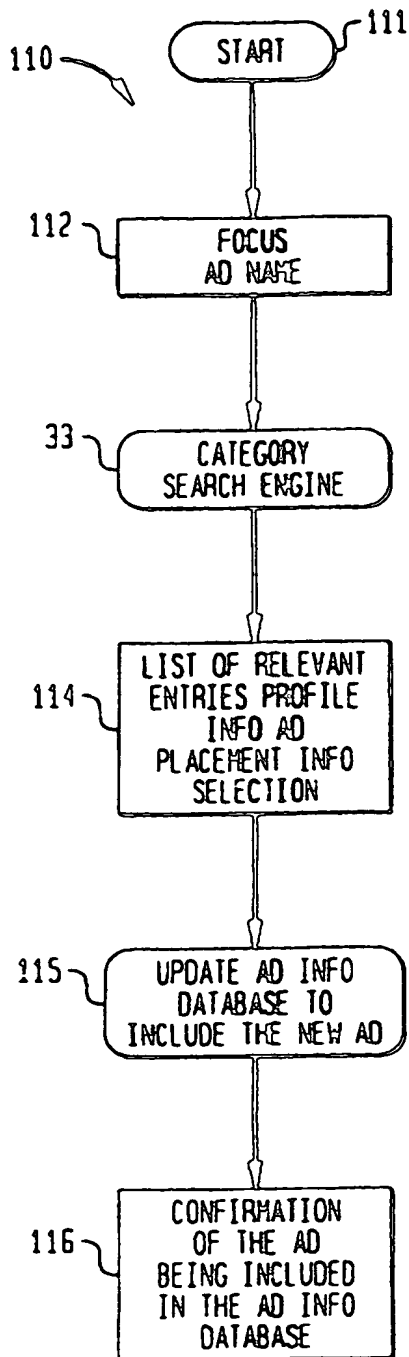 111
START
110
112
FOCUS
AD NAME
33
CATEGORY
SEARCH ENGINE
114
LIST OF RELEVANT
ENTRIES PROFILE
INFO AD
PLACEMENT INFO
SELECTION
115
UPDATE AD INFO
DATABASE TO
INCLUDE THE NEW AD
116
CONFIRMATION
OF THE AD
BEING INCLUDED
IN THE AD INFO
DATABASE